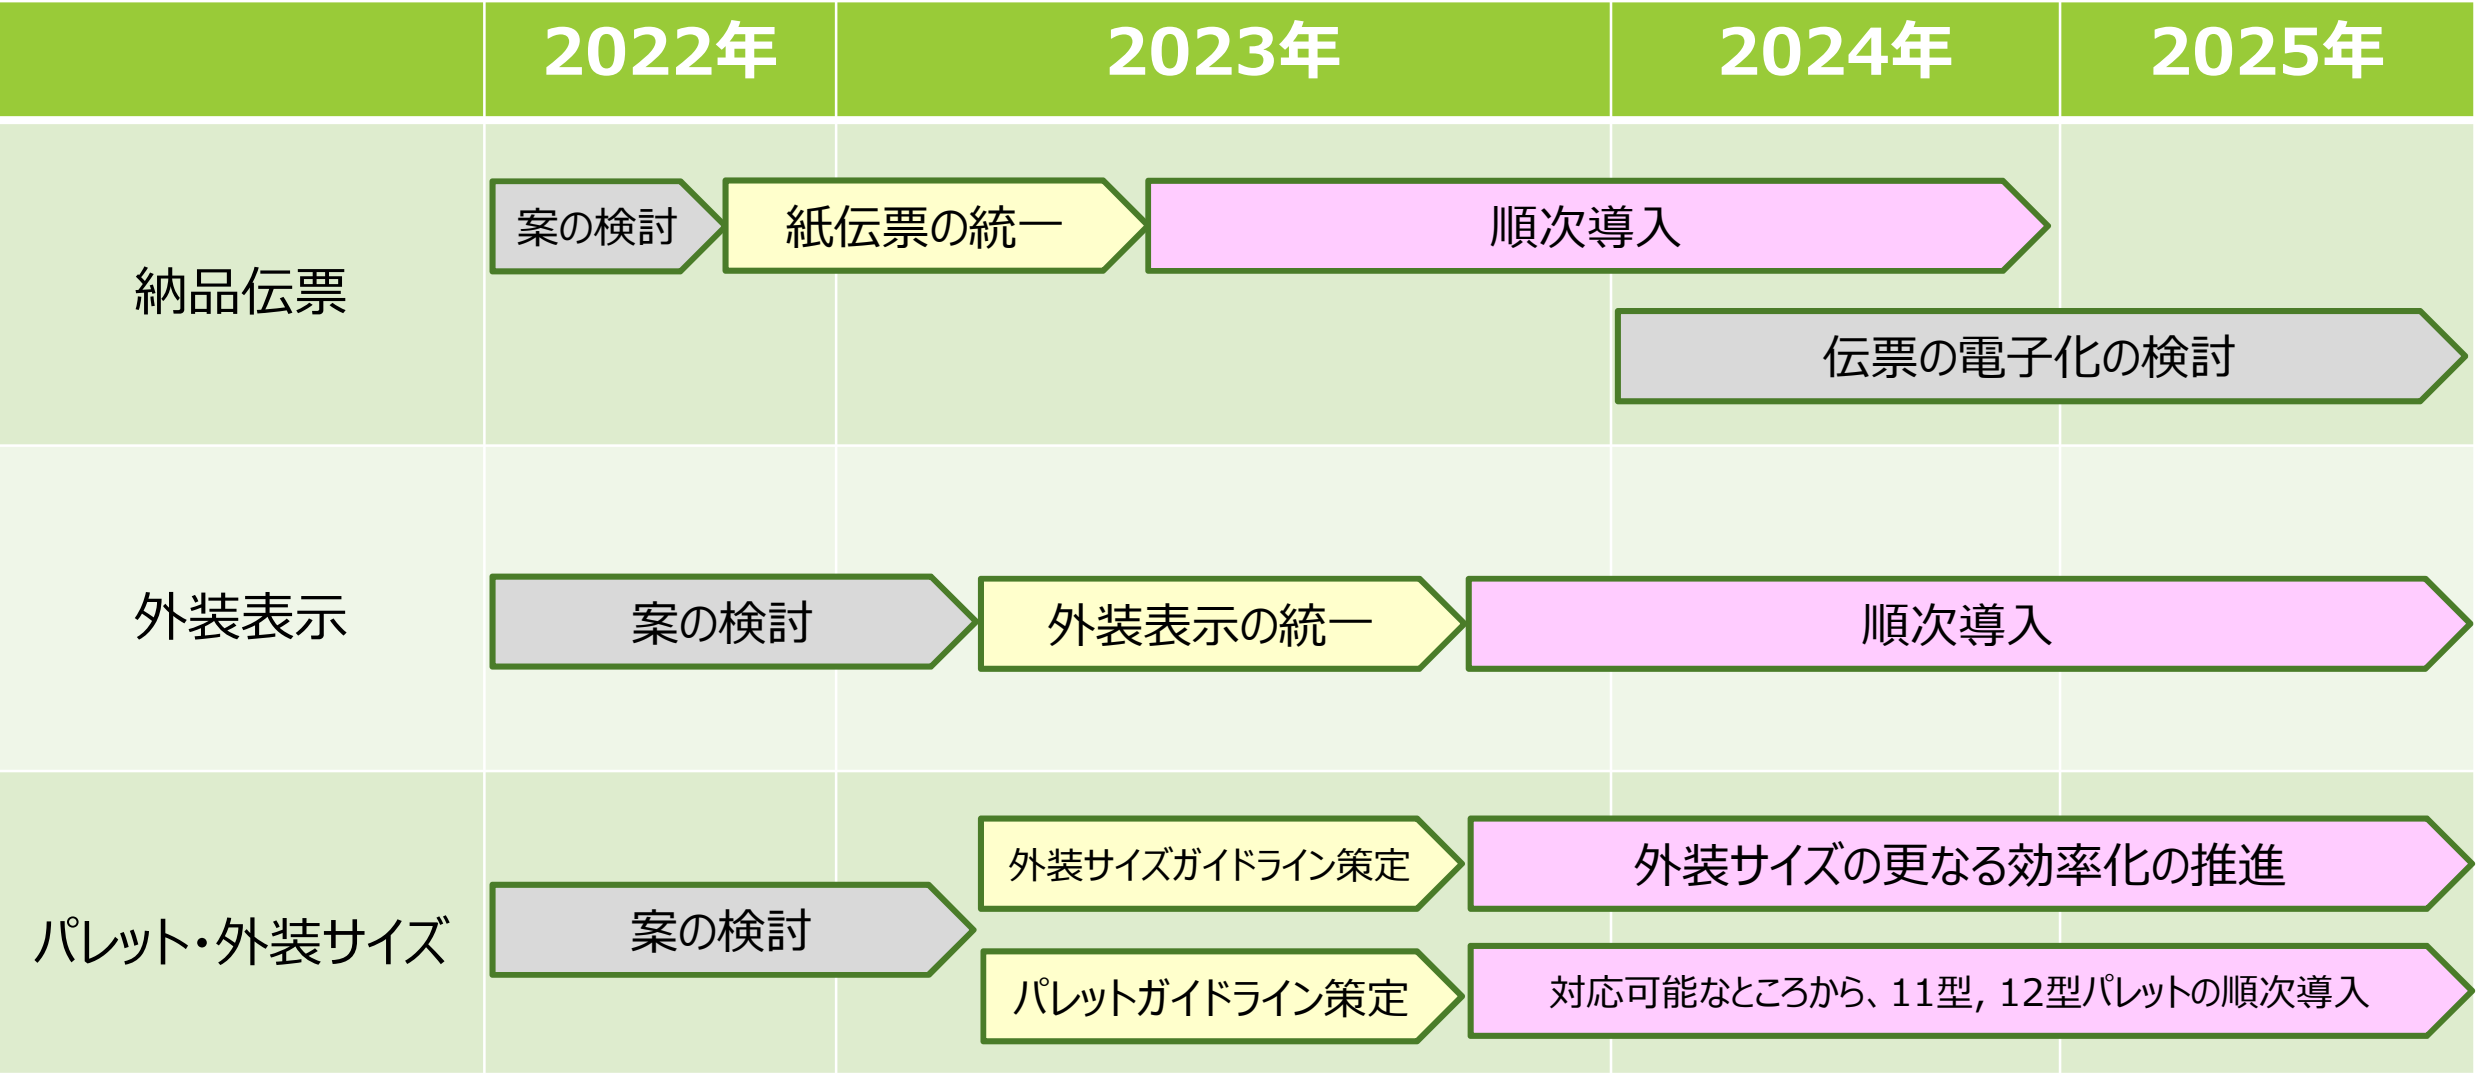 2022年 2023年 2024年 2025年
納品伝票
案の検討
紙伝票の統一
順次導入
伝票の電子化の検討
外装表示
案の検討
外装表示の統一
順次導入
パレット・外装サイズ
案の検討
外装サイズガイドライン策定
外装サイズの更なる効率化の推進
パレットガイドライン策定
対応可能なところから、11型, 12型パレットの順次導入